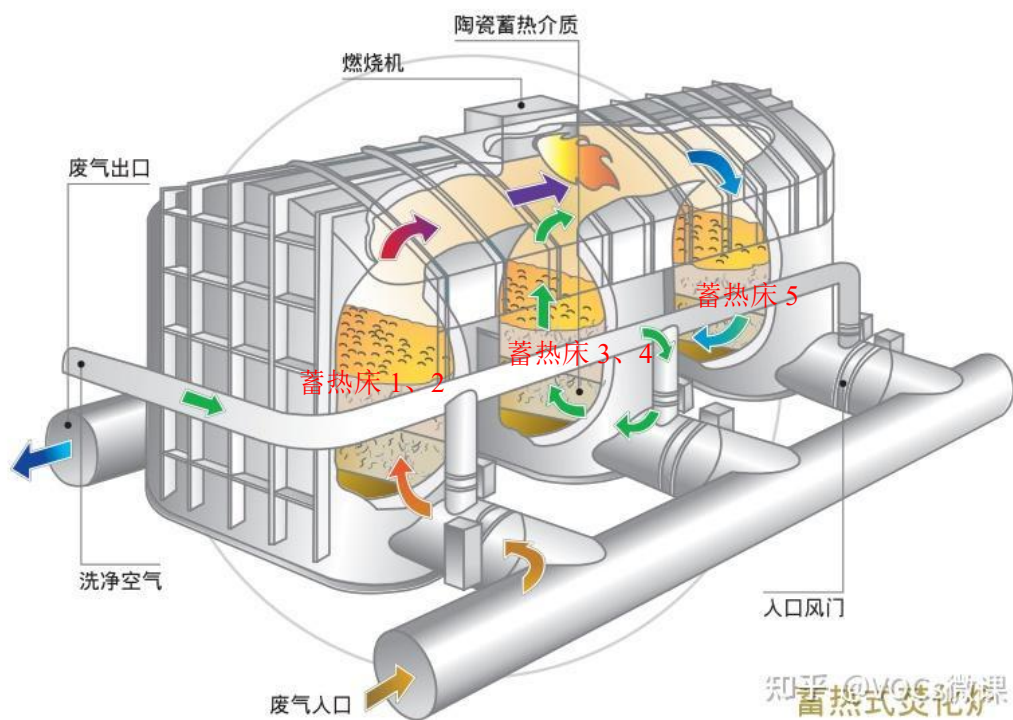 陶瓷蓄热介质
燃烧机
废气出口
蓄热床 5
蓄热床 3、4
蓄热床 1、2
洗净空气
入口风门
废气入口
知乎 @VOCs微课
蓄热式焚化炉